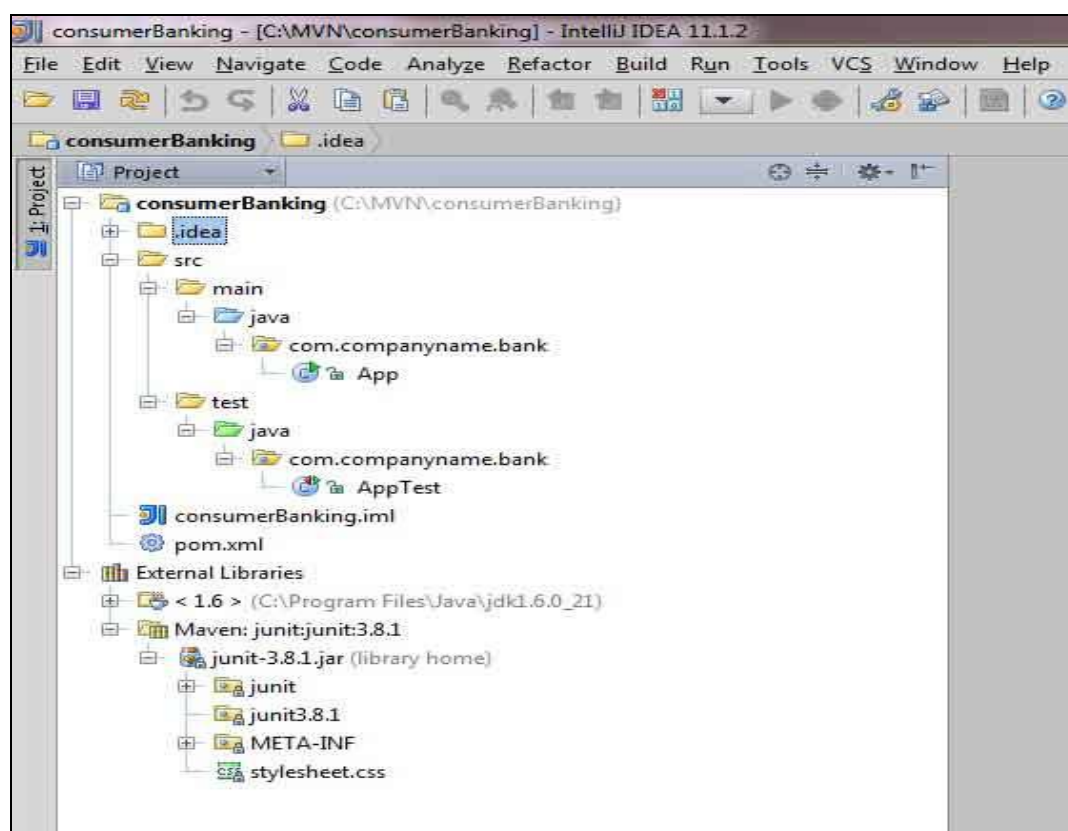 consumerBanking - [C:\MVN\consumerBanking] - IntelliJ IDEA 11.1.2
File Edit View Navigate Code Analyze Refactor Build Run Tools VCS Window Help
consumerBanking .idea
1: Project
Project
consumerBanking (C:\MVN\consumerBanking)
.idea
src
main
java
com.companyname.bank
App
test
java
com.companyname.bank
AppTest
consumerBanking.iml
pom.xml
External Libraries
< 1.6 > (C:\Program Files\Java\jdk1.6.0_21)
Maven: junit:junit:3.8.1
junit-3.8.1.jar (library home)
junit
junit3.8.1
META-INF
stylesheet.css